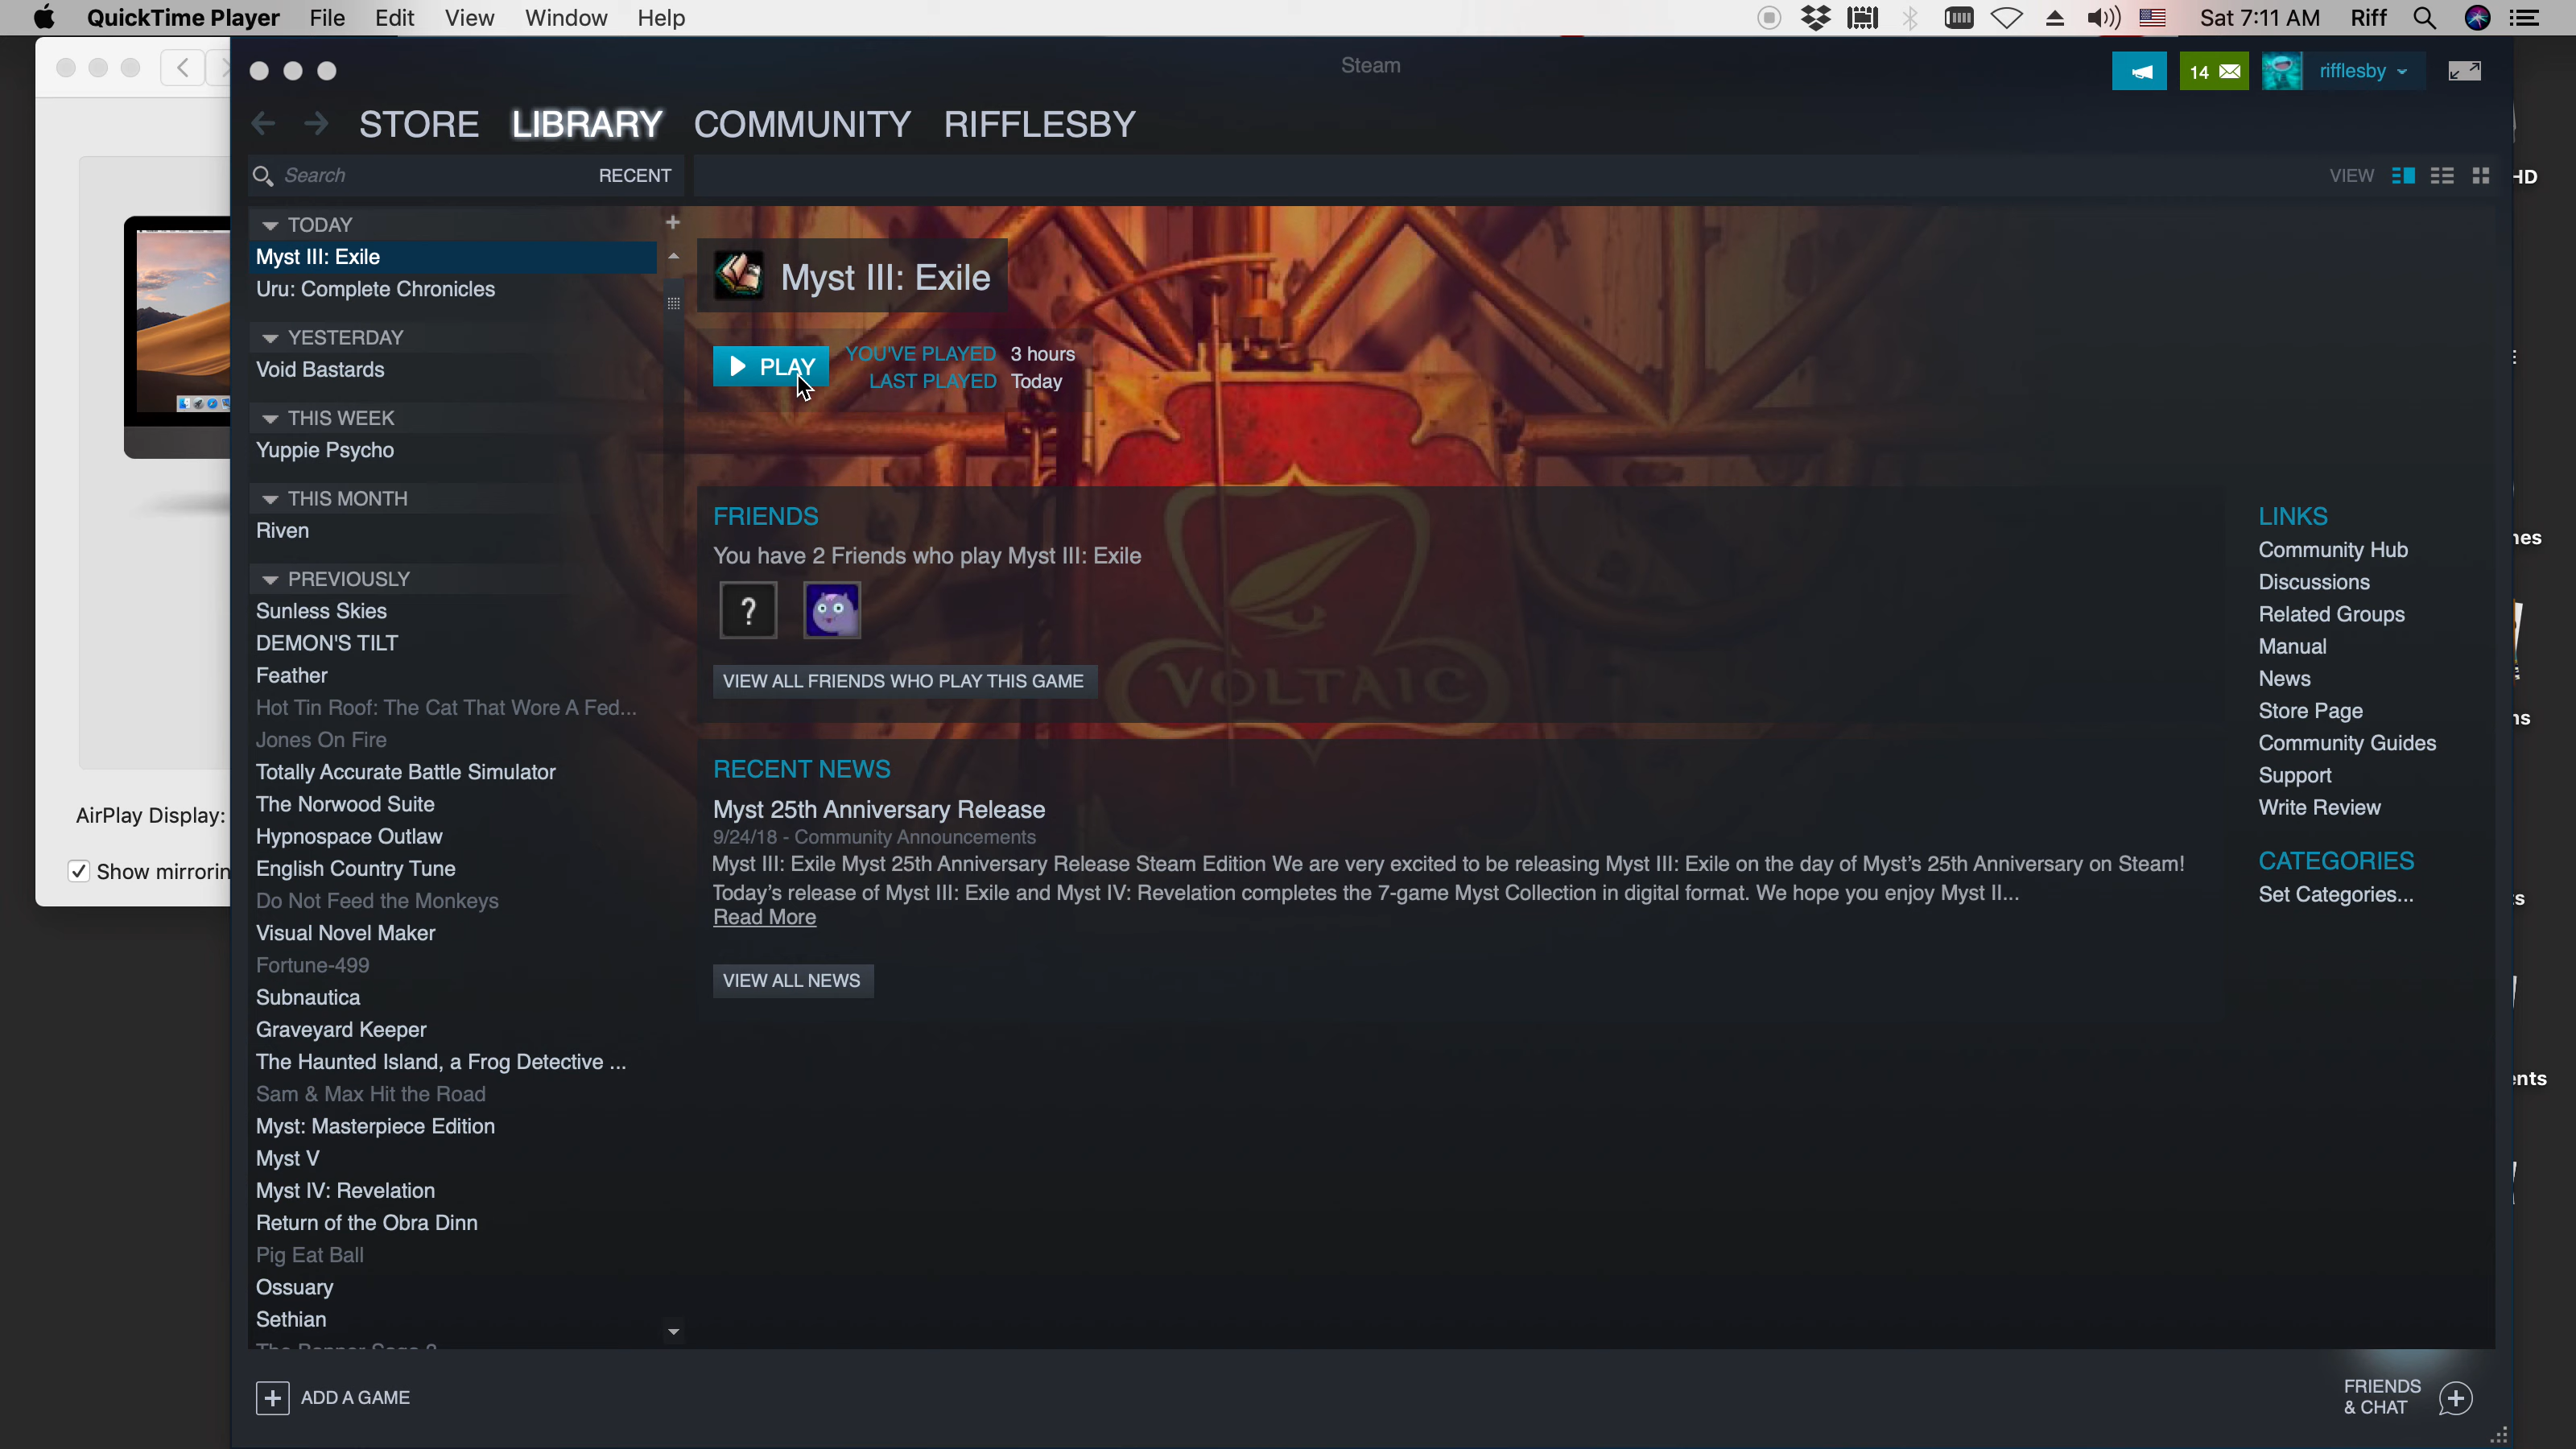 QuickTime Player File Edit View Window Help Sat 7:11 AM Riff
Steam
14 rifflesby
STORE LIBRARY COMMUNITY RIFFLESBY
Search RECENT VIEW
HD
TODAY
Myst III: Exile
Uru: Complete Chronicles
YESTERDAY
Void Bastards
THIS WEEK
Yuppie Psycho
THIS MONTH
Riven
PREVIOUSLY
Sunless Skies
DEMON'S TILT
Feather
Hot Tin Roof: The Cat That Wore A Fed...
Jones On Fire
Totally Accurate Battle Simulator
The Norwood Suite
Hypnospace Outlaw
English Country Tune
Do Not Feed the Monkeys
Visual Novel Maker
Fortune-499
Subnautica
Graveyard Keeper
The Haunted Island, a Frog Detective ...
Sam & Max Hit the Road
Myst: Masterpiece Edition
Myst V
Myst IV: Revelation
Return of the Obra Dinn
Pig Eat Ball
Ossuary
Sethian
Myst III: Exile
PLAY
YOU'VE PLAYED 3 hours
LAST PLAYED Today
FRIENDS
You have 2 Friends who play Myst III: Exile
?
VIEW ALL FRIENDS WHO PLAY THIS GAME
VOLTAIC
RECENT NEWS
Myst 25th Anniversary Release
9/24/18 - Community Announcements
Myst III: Exile Myst 25th Anniversary Release Steam Edition We are very excited to be releasing Myst III: Exile on the day of Myst's 25th Anniversary on Steam!
Today's release of Myst III: Exile and Myst IV: Revelation completes the 7-game Myst Collection in digital format. We hope you enjoy Myst II...
Read More
VIEW ALL NEWS
LINKS
Community Hub
Discussions
Related Groups
Manual
News
Store Page
Community Guides
Support
Write Review
CATEGORIES
Set Categories...
AirPlay Display:
Show mirrorin
nes
ns
ts
ents
ADD A GAME
FRIENDS
& CHAT